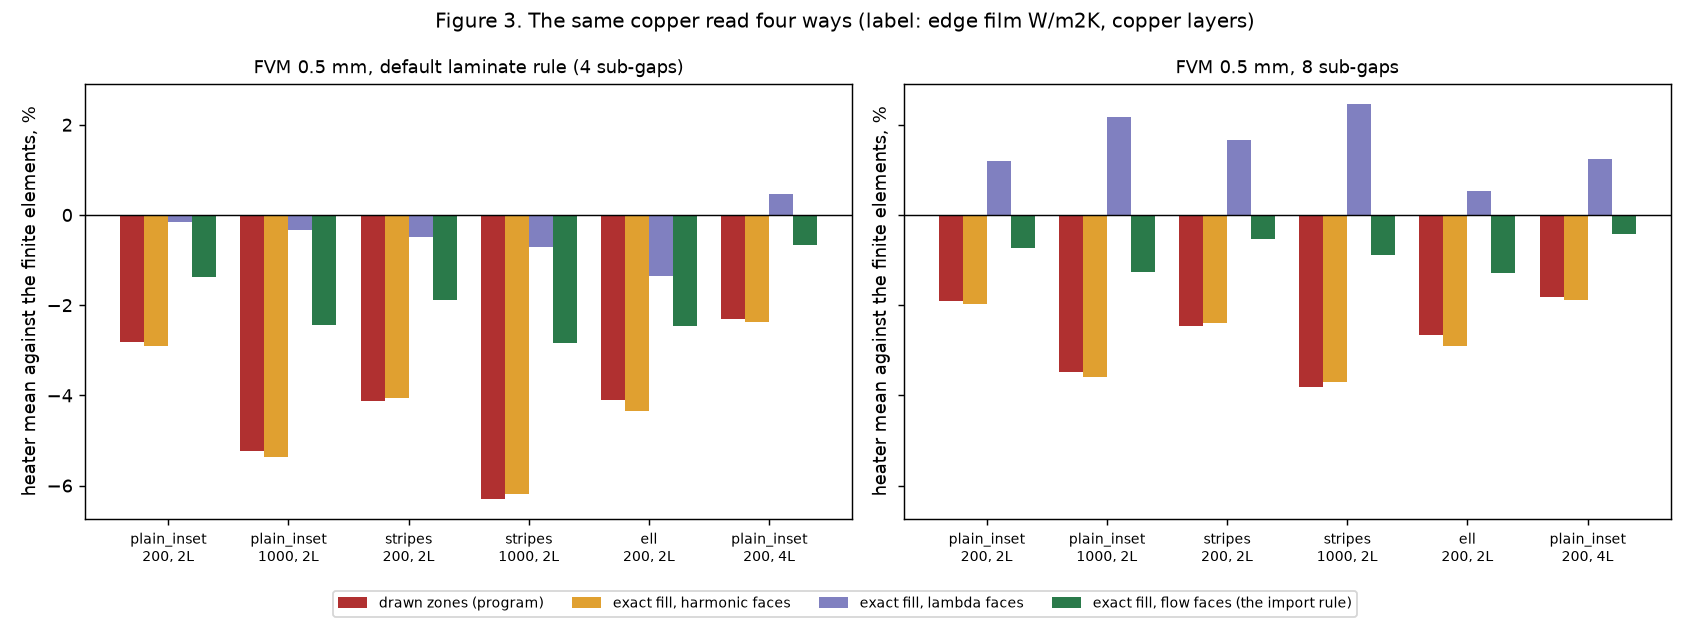 Figure 3. The same copper read four ways (label: edge film W/m2K, copper layers)
FVM 0.5 mm, default laminate rule (4 sub-gaps)
heater mean against the finite elements, %
2
0
−2
−4
−6
plain_inset
200, 2L
plain_inset
1000, 2L
stripes
200, 2L
stripes
1000, 2L
ell
200, 2L
plain_inset
200, 4L
FVM 0.5 mm, 8 sub-gaps
heater mean against the finite elements, %
plain_inset
200, 2L
plain_inset
1000, 2L
stripes
200, 2L
stripes
1000, 2L
ell
200, 2L
plain_inset
200, 4L
drawn zones (program)
exact fill, harmonic faces
exact fill, lambda faces
exact fill, flow faces (the import rule)